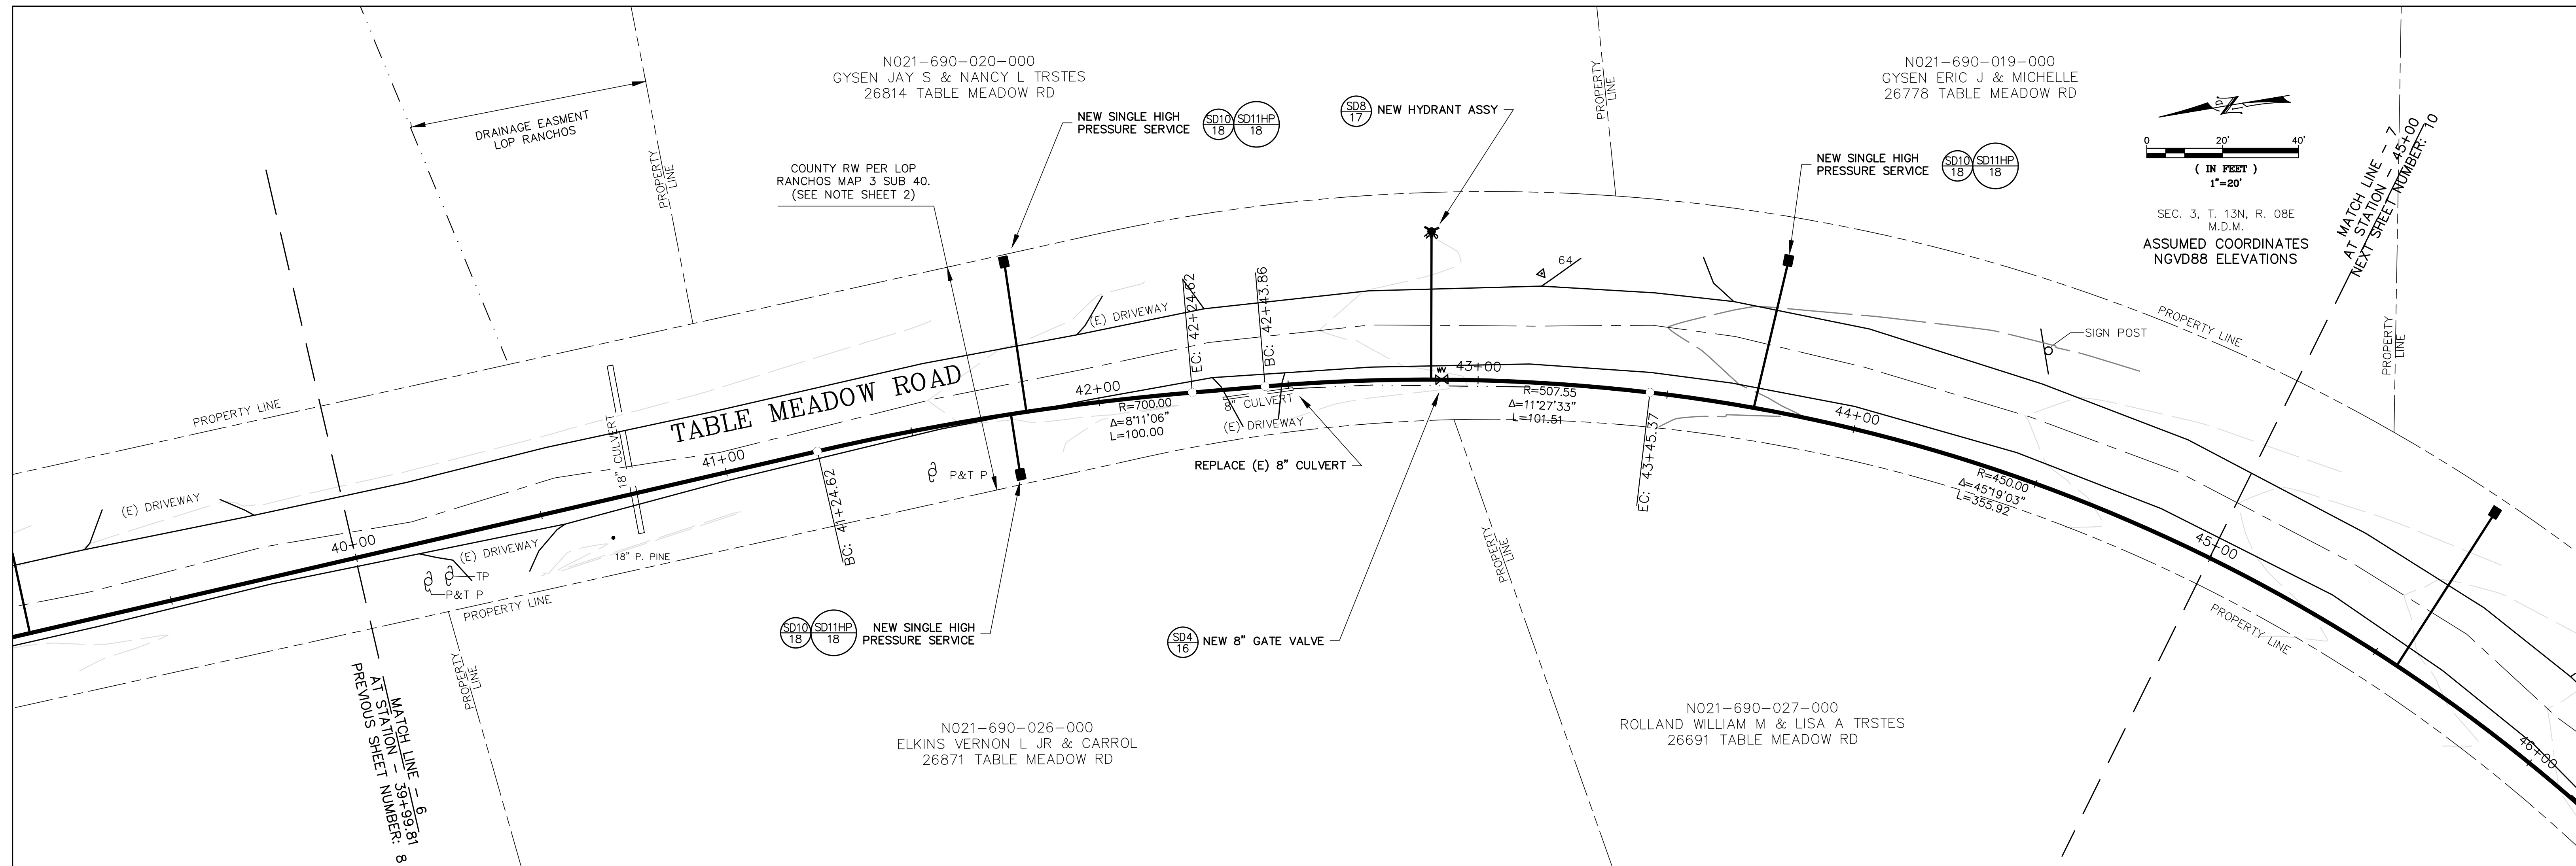 N021-690-020-000
GYSEN JAY S & NANCY L TRSTES
26814 TABLE MEADOW RD
N021-690-019-000
GYSEN ERIC J & MICHELLE
26778 TABLE MEADOW RD
DRAINAGE EASMENT
LOP RANCHOS
PROPERTY
LINE
COUNTY RW PER LOP
RANCHOS MAP 3 SUB 40.
(SEE NOTE SHEET 2)
NEW SINGLE HIGH
PRESSURE SERVICE
SD10
18
SD11HP
18
SD8
17
NEW HYDRANT ASSY
PROPERTY
LINE
NEW SINGLE HIGH
PRESSURE SERVICE
SD10
18
SD11HP
18
0 20' 40'
( IN FEET )
1"=20'
SEC. 3, T. 13N, R. 08E
M.D.M.
ASSUMED COORDINATES
NGVD88 ELEVATIONS
MATCH LINE - 7
AT STATION - 45+00
NEXT SHEET NUMBER: 10
PROPERTY LINE
PROPERTY
LINE
SIGN POST
64
PROPERTY LINE
(E) DRIVEWAY
TABLE MEADOW ROAD
18" CULVERT
(E) DRIVEWAY
EC: 42+24.62
BC: 42+43.86
40+00
41+00
42+00
43+00
44+00
45+00
46+00
WV
R=700.00
Δ=8°11'06"
L=100.00
8" CULVERT
(E) DRIVEWAY
R=507.55
Δ=11°27'33"
L=101.51
EC: 43+45.37
R=450.00
Δ=45°19'03"
L=355.92
REPLACE (E) 8" CULVERT
P&T P
BC: 41+24.62
(E) DRIVEWAY
18" P. PINE
TP
P&T P
PROPERTY LINE
PROPERTY
LINE
PROPERTY
LINE
PROPERTY LINE
SD10
18
SD11HP
18
NEW SINGLE HIGH
PRESSURE SERVICE
SD4
16
NEW 8" GATE VALVE
MATCH LINE - 6
AT STATION - 39+99.81
PREVIOUS SHEET NUMBER: 8
N021-690-026-000
ELKINS VERNON L JR & CARROL
26871 TABLE MEADOW RD
N021-690-027-000
ROLLAND WILLIAM M & LISA A TRSTES
26691 TABLE MEADOW RD